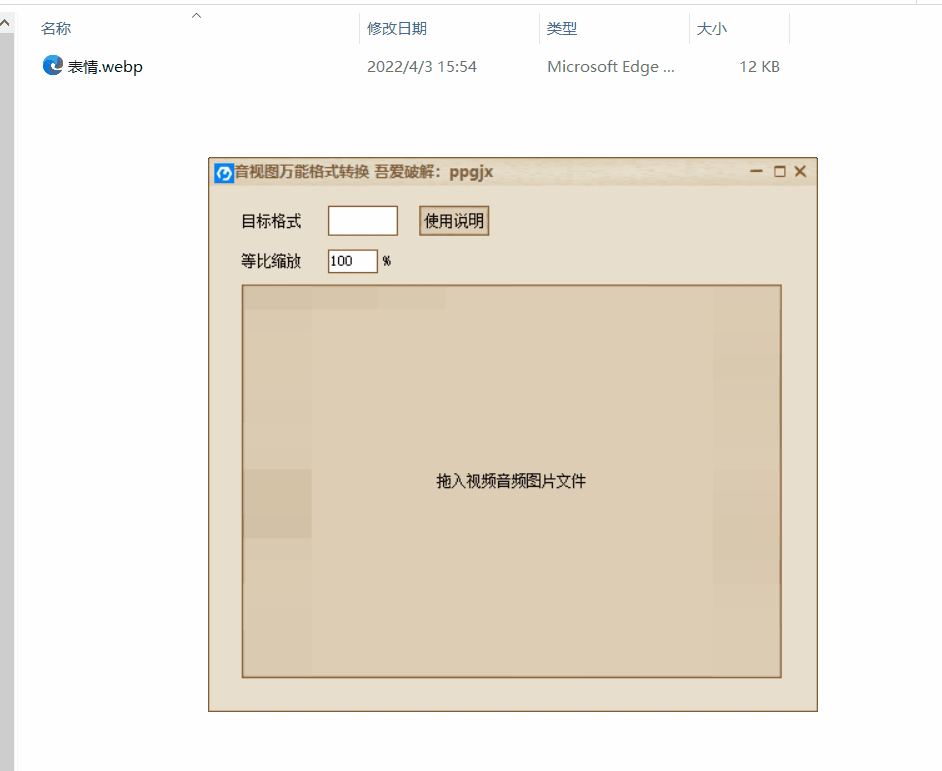 名称 修改日期 类型 大小
表情.webp 2022/4/3 15:54 Microsoft Edge ... 12 KB
音视图万能格式转换 吾爱破解：ppgjx
目标格式 使用说明
等比缩放 100 %
拖入视频音频图片文件